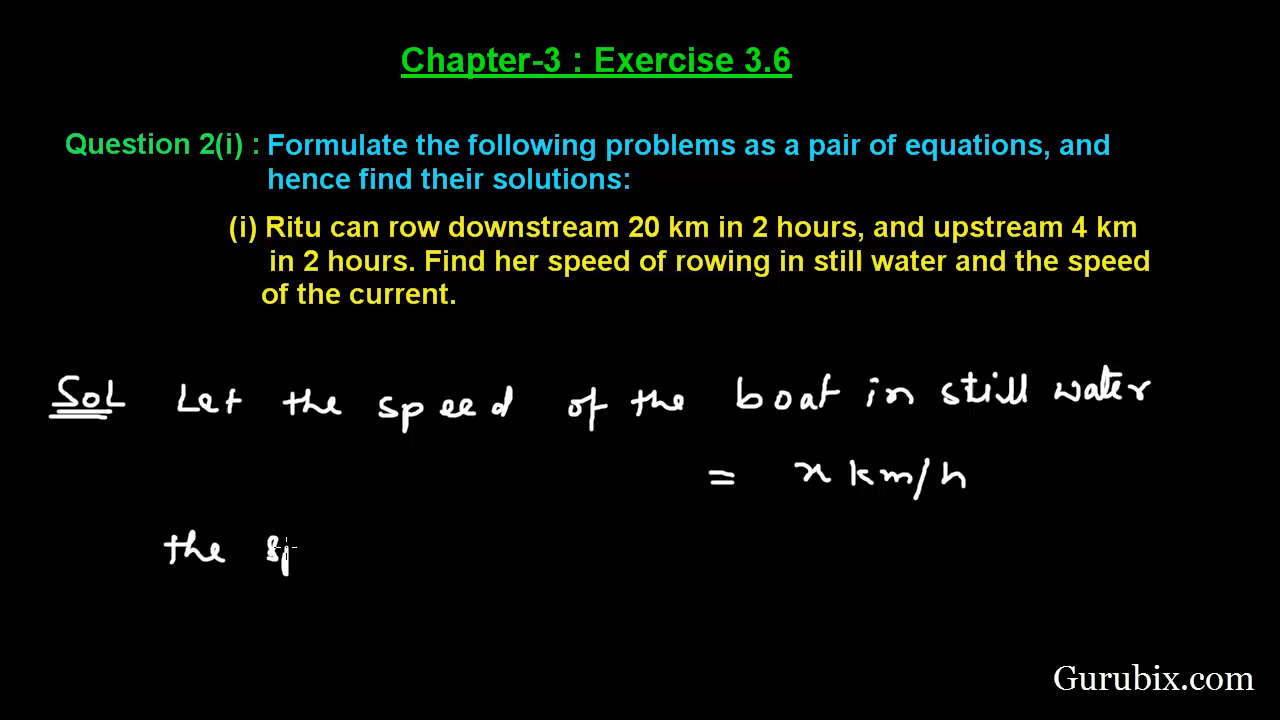 Chapter-3 : Exercise 3.6
Question 2(i) : Formulate the following problems as a pair of equations, and
hence find their solutions:
(i) Ritu can row downstream 20 km in 2 hours, and upstream 4 km
in 2 hours. Find her speed of rowing in still water and the speed
of the current.
Sol Let the speed of the boat in still water
= x km/h
the
Gurubix.com